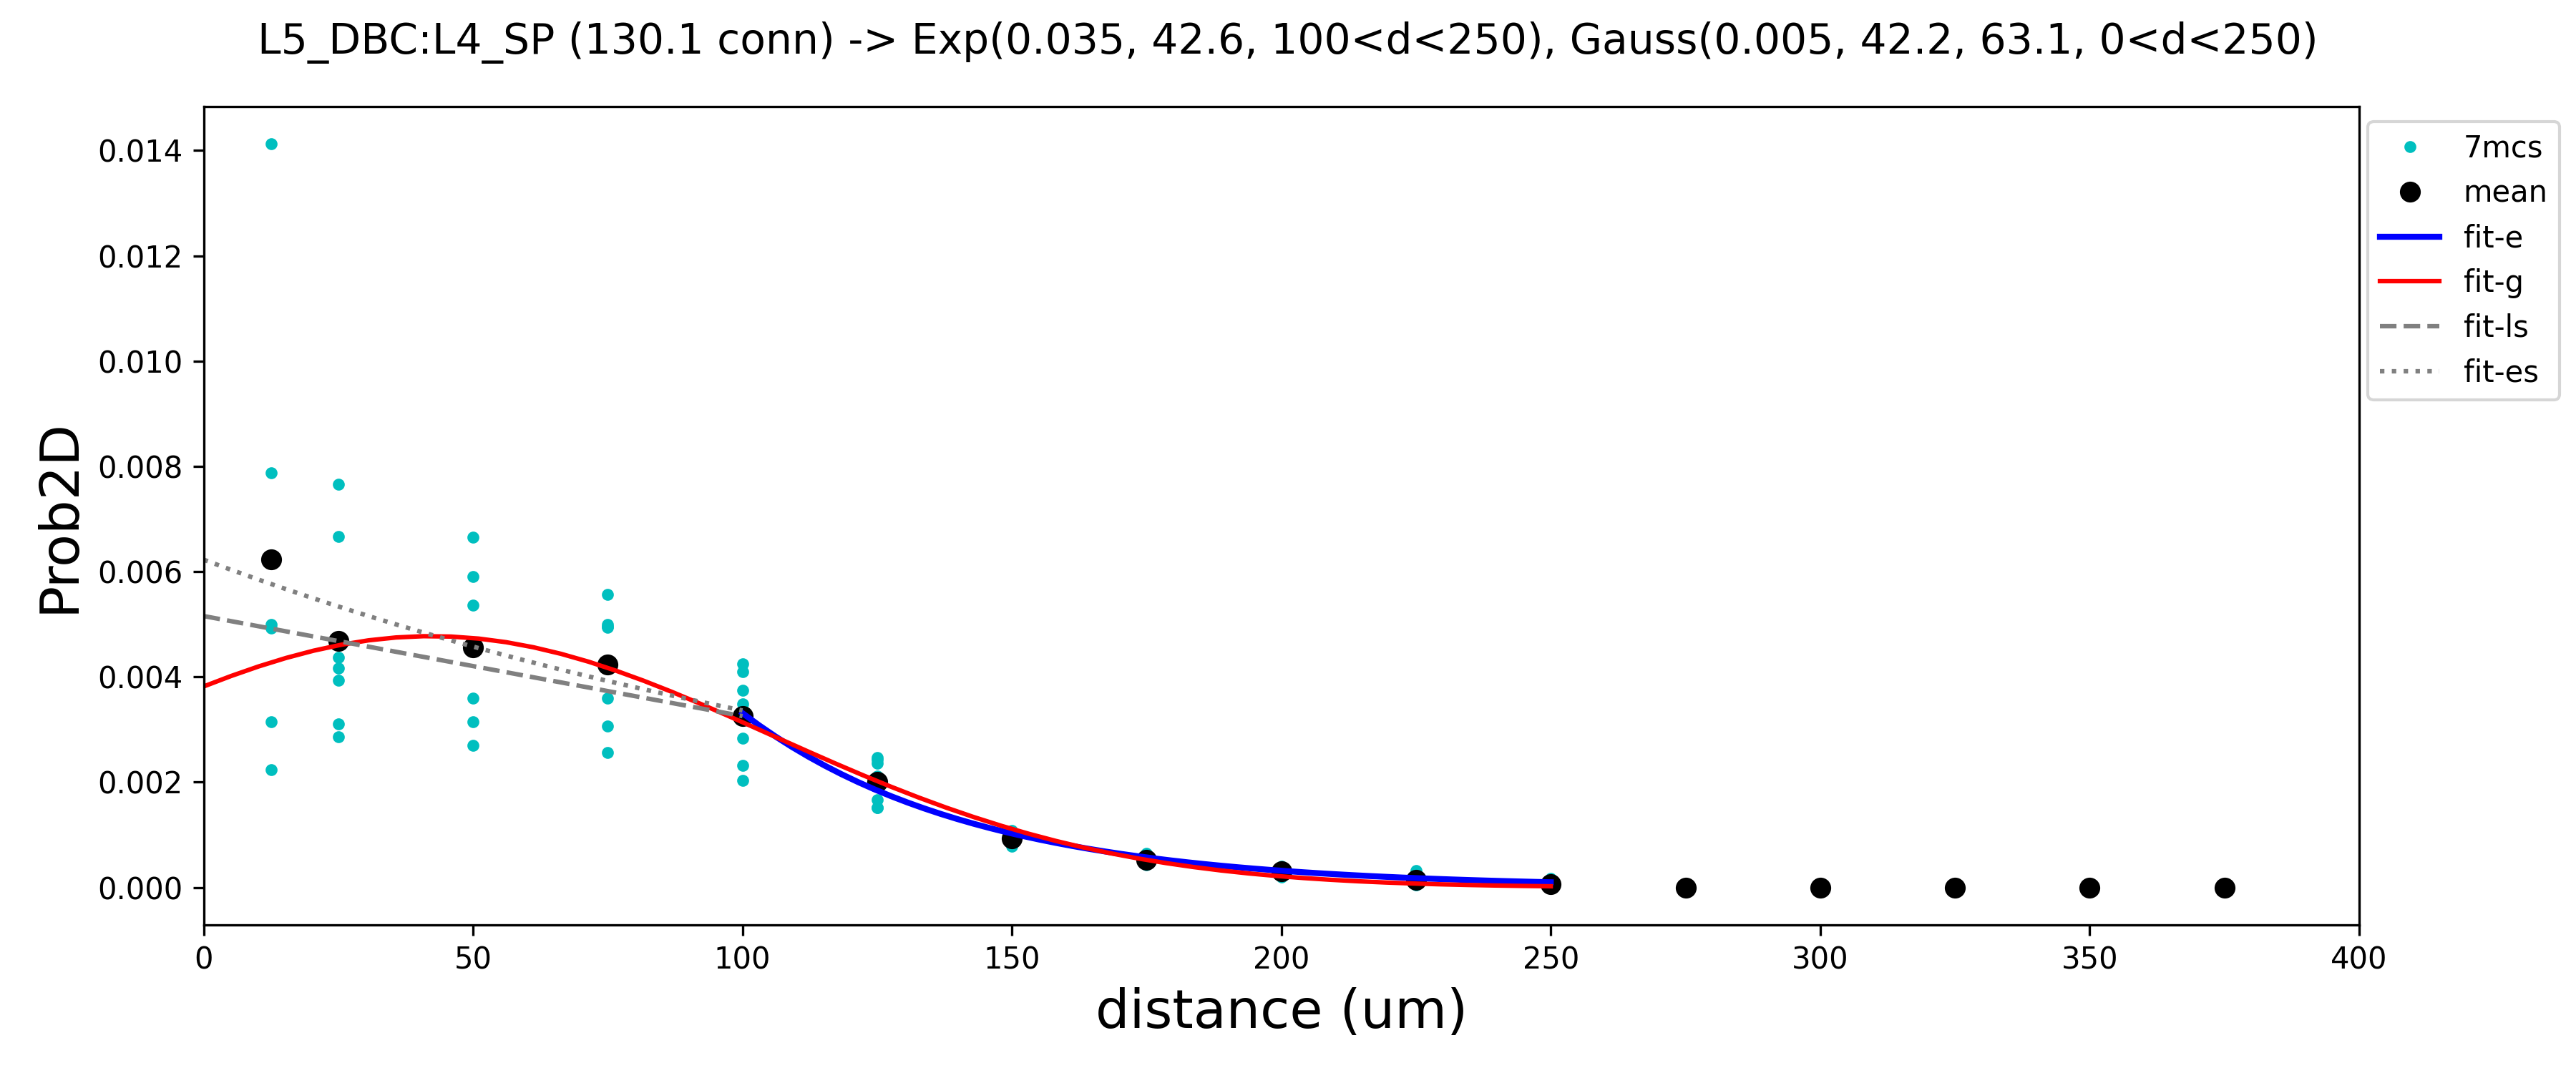 L5_DBC:L4_SP (130.1 conn) -> Exp(0.035, 42.6, 100<d<250), Gauss(0.005, 42.2, 63.1, 0<d<250)
0.014
0.012
0.010
0.008
0.006
0.004
0.002
0.000
Prob2D
0 50 100 150 200 250 300 350 400
distance (um)
7mcs
mean
fit-e
fit-g
fit-ls
fit-es